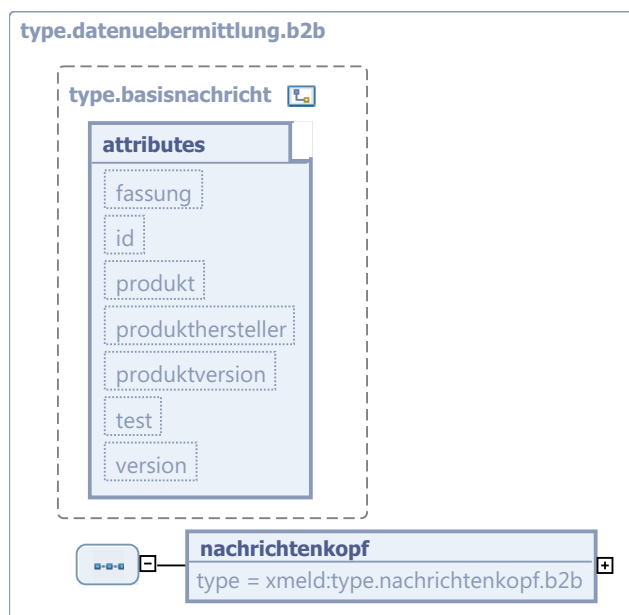 type.datenuebermittlung.b2b
type.basisnachricht
attributes
fassung
id
produkt
produkthersteller
produktversion
test
version
nachrichtenkopf
type = xmeld:type.nachrichtenkopf.b2b